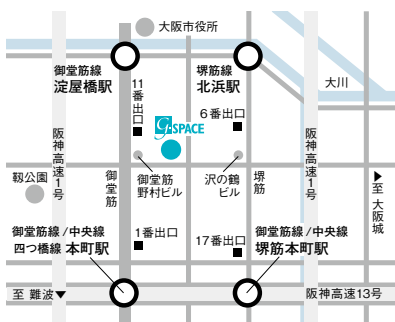 大阪市役所
御堂筋線
淀屋橋駅
11番出口
堺筋線
北浜駅
大川
6番出口
g-SPACE
阪神高速1号
阪神高速1号
靱公園
御堂筋
御堂筋
野村ビル
沢の鶴
ビル
堺筋
▶至 大阪城
御堂筋線/中央線
四つ橋線 本町駅
1番出口
17番出口
御堂筋線/中央線
堺筋本町駅
至 難波▼
阪神高速13号